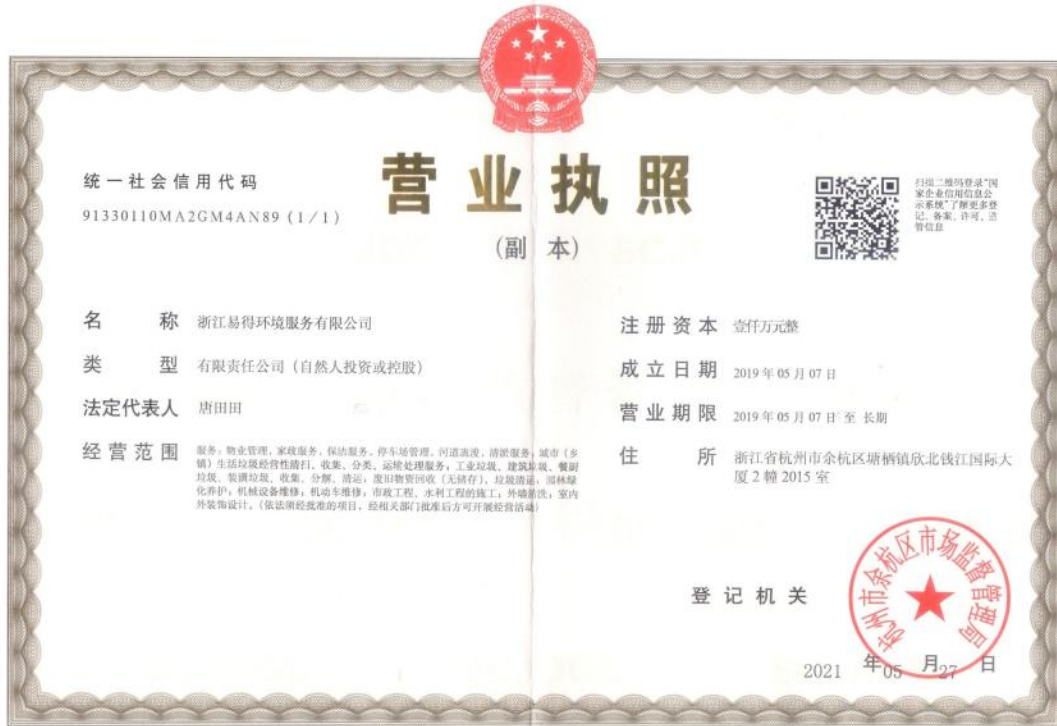 营业执照
(副 本)
统一社会信用代码
91330110MA2GM4AN89 (1/1)
扫描二维码登录“国
家企业信用信息公
示系统”了解更多登
记、备案、许可、监
管信息
名 称 浙江易得环境服务有限公司
类 型 有限责任公司（自然人投资或控股）
法定代表人 唐田田
经营范围 服务：物业管理，家政服务，保洁服务，停车场管理，河道疏浚，清淤服务，城市（乡
镇）生活垃圾经营性清扫、收集、分类、运输处理服务；工业垃圾、建筑垃圾、餐厨
垃圾、装潢垃圾、收集、分解、清运；废旧物资回收（无储存），垃圾清运；园林绿
化养护；机械设备维修；机动车维修；市政工程、水利工程的施工；外墙清洗；室内
外装饰设计。（依法须经批准的项目，经相关部门批准后方可开展经营活动）
注册资本 壹仟万元整
成立日期 2019年05月07日
营业期限 2019年05月07日 至 长期
住 所 浙江省杭州市余杭区塘栖镇欣北钱江国际大
厦2幢2015室
登记机关
杭州市余杭区市场监督管理局
2021 年05 月27 日